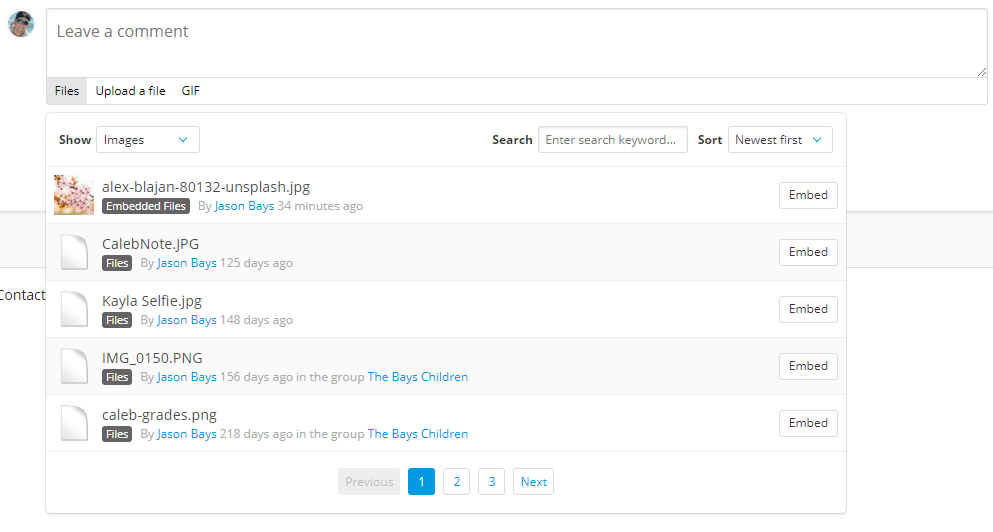 Leave a comment
Files Upload a file GIF
Show Images Search Enter search keyword... Sort Newest first
alex-blajan-80132-unsplash.jpg
Embedded Files By Jason Bays 34 minutes ago
Embed
CalebNote.JPG
Files By Jason Bays 125 days ago
Embed
Contact
Kayla Selfie.jpg
Files By Jason Bays 148 days ago
Embed
IMG_0150.PNG
Files By Jason Bays 156 days ago in the group The Bays Children
Embed
caleb-grades.png
Files By Jason Bays 218 days ago in the group The Bays Children
Embed
Previous 1 2 3 Next